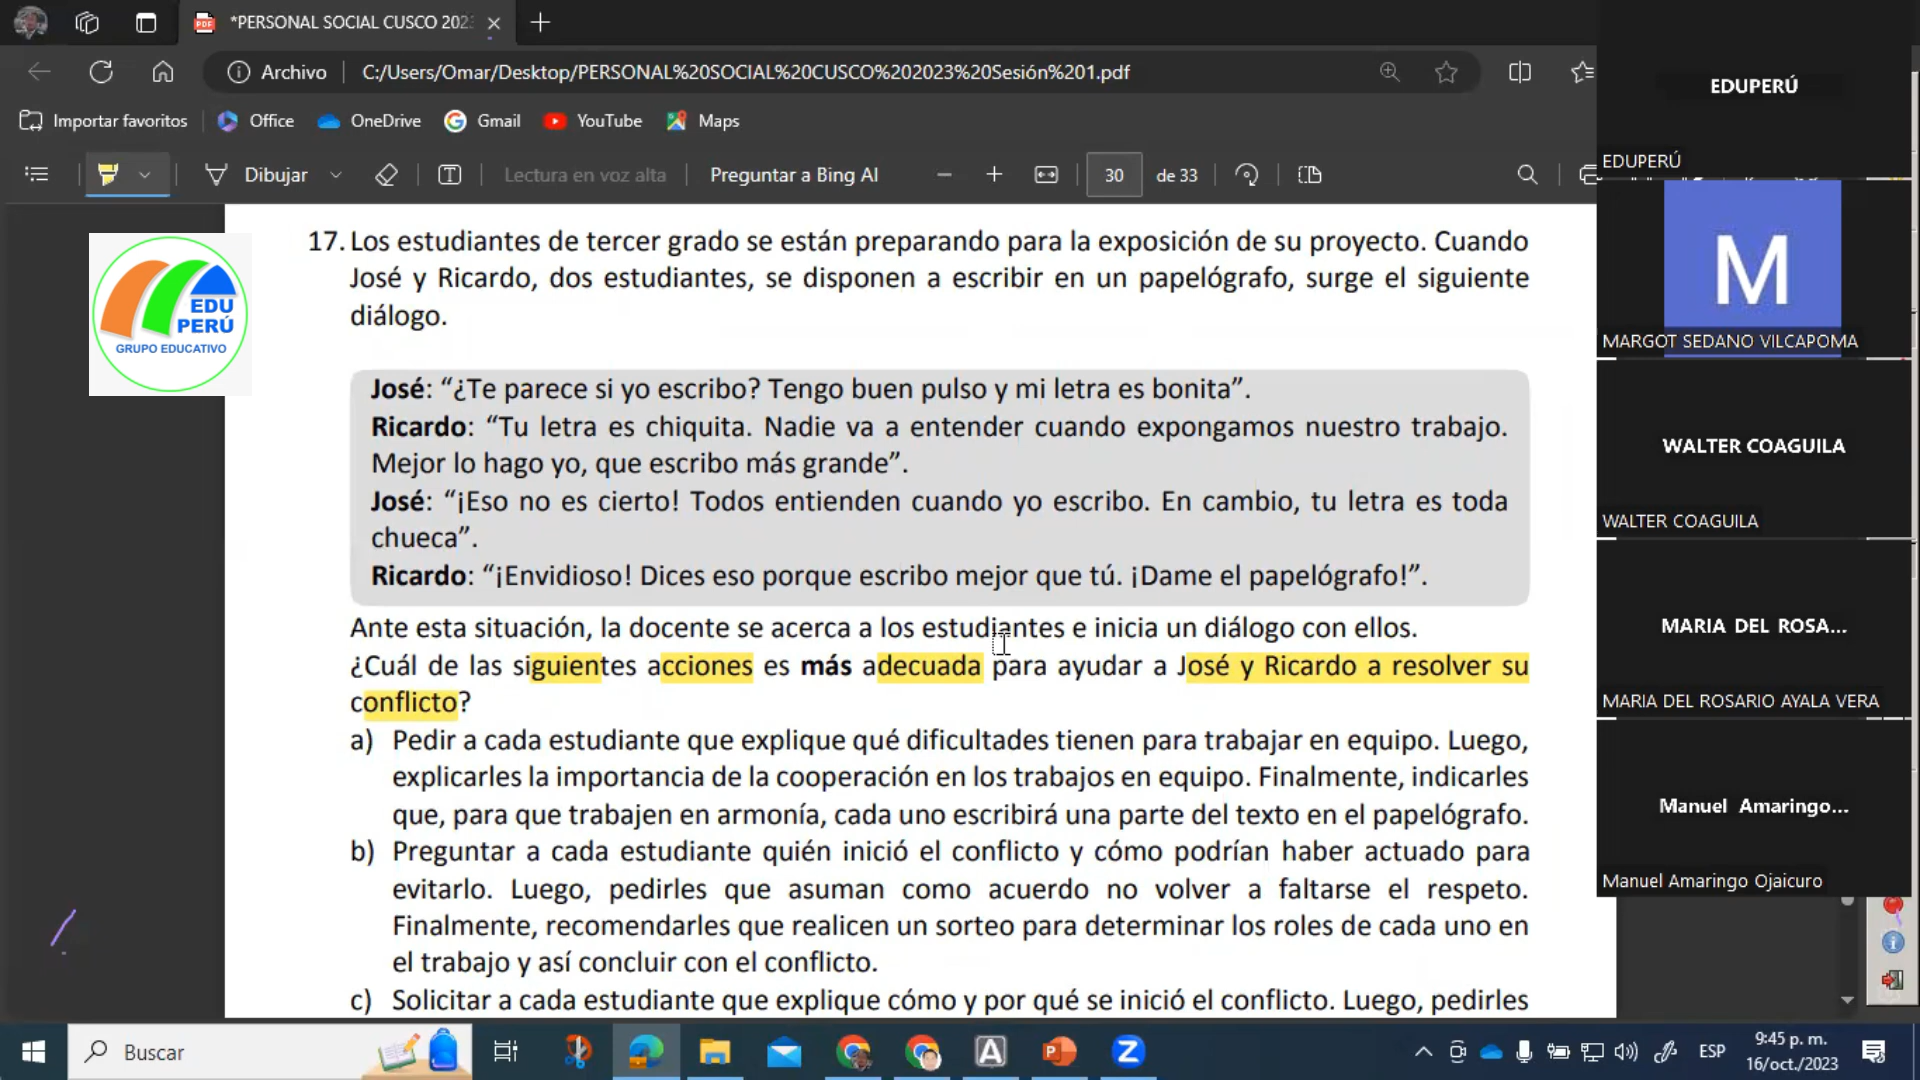 *PERSONAL SOCIAL CUSCO 202
Archivo
C:/Users/Omar/Desktop/PERSONAL%20SOCIAL%20CUSCO%202023%20Sesión%201.pdf
Importar favoritos
Office
OneDrive
Gmail
YouTube
Maps
Dibujar
Lectura en voz alta
Preguntar a Bing AI
30
de 33
EDU
PERÚ
GRUPO EDUCATIVO
17. Los estudiantes de tercer grado se están preparando para la exposición de su proyecto. Cuando
José y Ricardo, dos estudiantes, se disponen a escribir en un papelógrafo, surge el siguiente
diálogo.
José: “¿Te parece si yo escribo? Tengo buen pulso y mi letra es bonita”.
Ricardo: “Tu letra es chiquita. Nadie va a entender cuando expongamos nuestro trabajo.
Mejor lo hago yo, que escribo más grande”.
José: “¡Eso no es cierto! Todos entienden cuando yo escribo. En cambio, tu letra es toda
chueca”.
Ricardo: “¡Envidioso! Dices eso porque escribo mejor que tú. ¡Dame el papelógrafo!”.
Ante esta situación, la docente se acerca a los estudiantes e inicia un diálogo con ellos.
¿Cuál de las siguientes acciones es más adecuada para ayudar a José y Ricardo a resolver su
conflicto?
a) Pedir a cada estudiante que explique qué dificultades tienen para trabajar en equipo. Luego,
explicarles la importancia de la cooperación en los trabajos en equipo. Finalmente, indicarles
que, para que trabajen en armonía, cada uno escribirá una parte del texto en el papelógrafo.
b) Preguntar a cada estudiante quién inició el conflicto y cómo podrían haber actuado para
evitarlo. Luego, pedirles que asuman como acuerdo no volver a faltarse el respeto.
Finalmente, recomendarles que realicen un sorteo para determinar los roles de cada uno en
el trabajo y así concluir con el conflicto.
c) Solicitar a cada estudiante que explique cómo y por qué se inició el conflicto. Luego, pedirles
EDUPERÚ
EDUPERÚ
M
MARGOT SEDANO VILCAPOMA
WALTER COAGUILA
WALTER COAGUILA
MARIA DEL ROSA...
MARIA DEL ROSARIO AYALA VERA
Manuel Amaringo...
Manuel Amaringo Ojaicuro
Buscar
ESP
9:45 p. m.
16/oct./2023